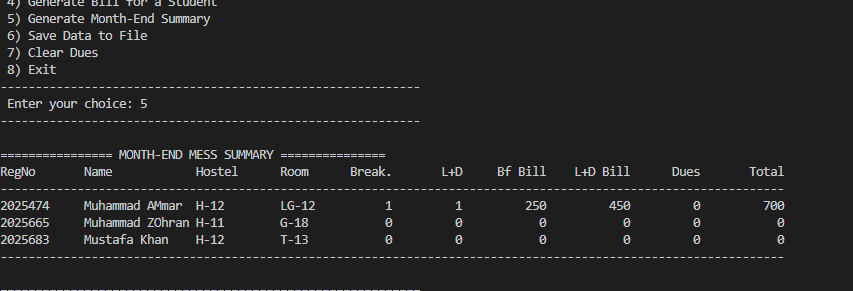 4) Generate Bill for a Student
5) Generate Month-End Summary
6) Save Data to File
7) Clear Dues
8) Exit
--------------------------------------------------------
Enter your choice: 5
--------------------------------------------------------
================ MONTH-END MESS SUMMARY ===============
RegNo Name Hostel Room Break. L+D Bf Bill L+D Bill Dues Total
--------------------------------------------------------------------------------------------------------
2025474 Muhammad AMmar H-12 LG-12 1 1 250 450 0 700
2025665 Muhammad ZOhran H-11 G-18 0 0 0 0 0 0
2025683 Mustafa Khan H-12 T-13 0 0 0 0 0 0
--------------------------------------------------------------------------------------------------------
========================================================